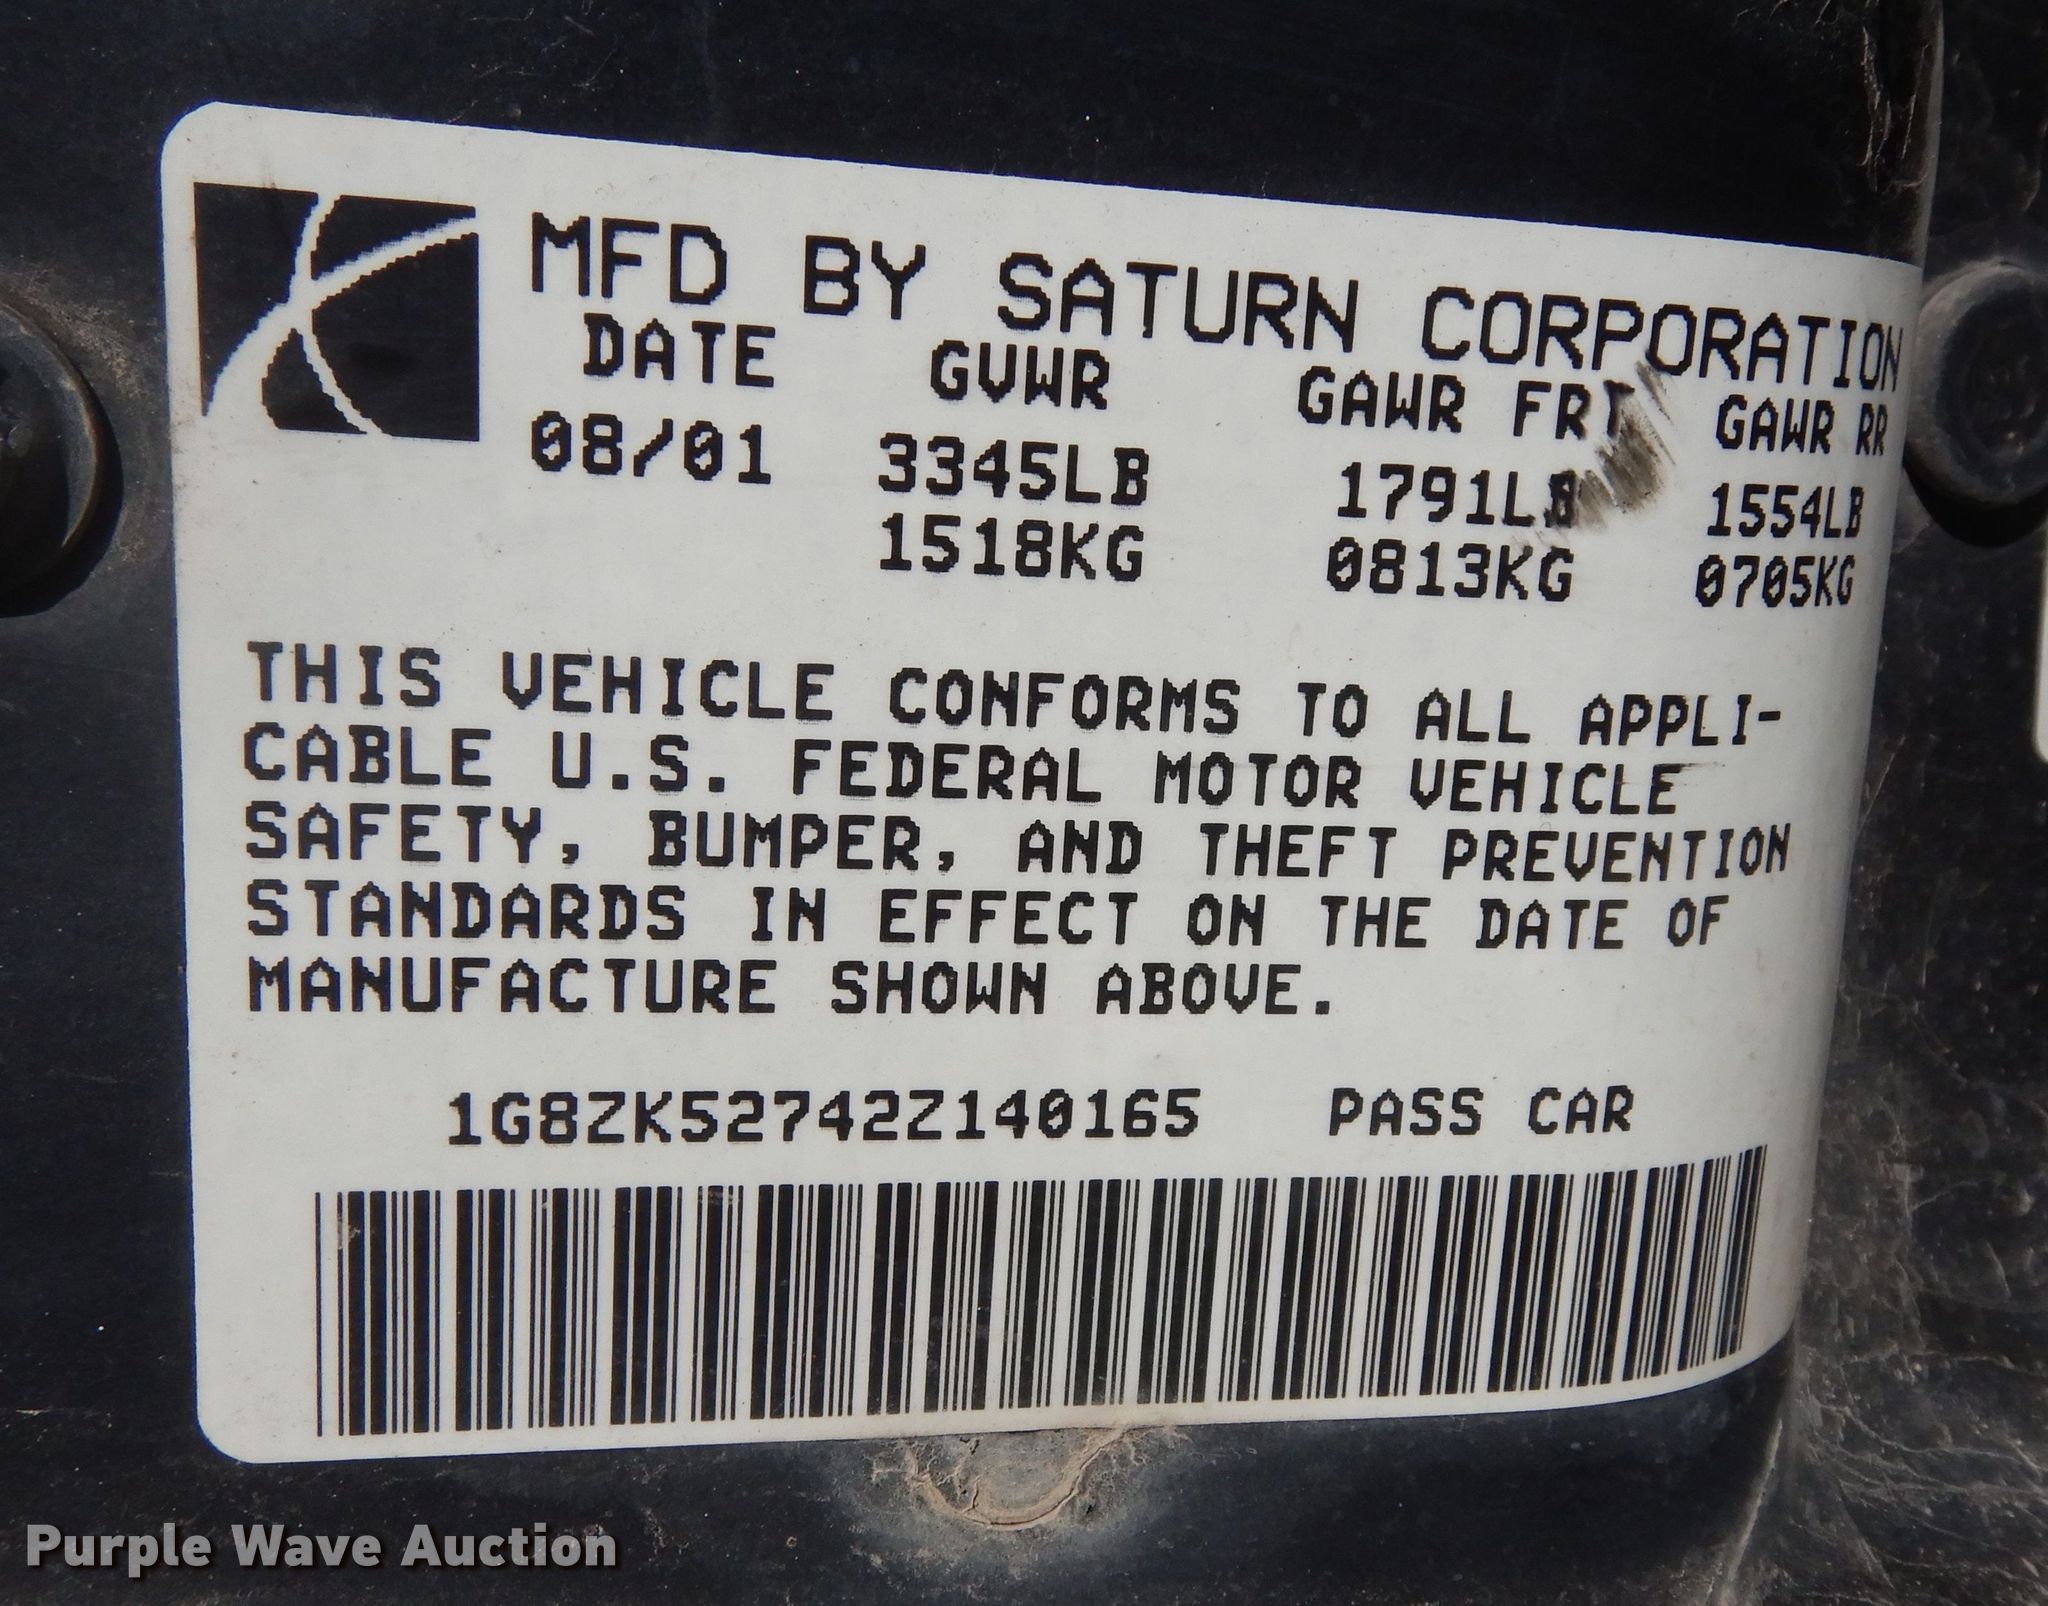 MFD BY SATURN CORPORATION
DATE GVWR GAWR FRT GAWR RR
08/01 3345LB 1791LB 1554LB
1518KG 0813KG 0705KG
THIS VEHICLE CONFORMS TO ALL APPLI-
CABLE U.S. FEDERAL MOTOR VEHICLE
SAFETY, BUMPER, AND THEFT PREVENTION
STANDARDS IN EFFECT ON THE DATE OF
MANUFACTURE SHOWN ABOVE.
1G8ZK52742Z140165 PASS CAR
Purple Wave Auction